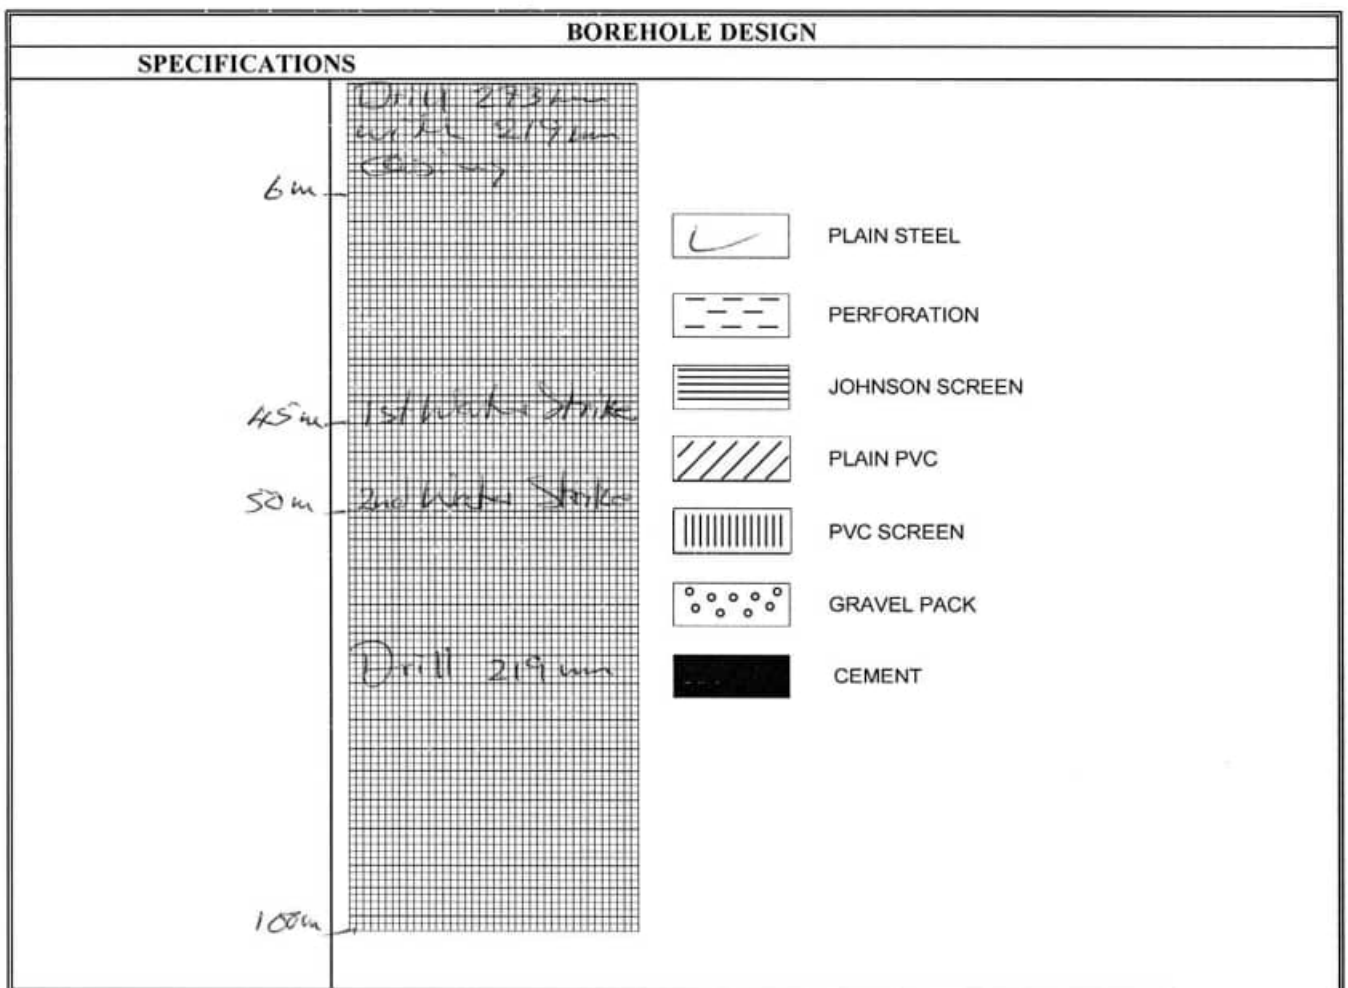 BOREHOLE DESIGN
SPECIFICATIONS
Drill 273mm
with 219mm
Casing
6m
PLAIN STEEL
PERFORATION
JOHNSON SCREEN
45m 1st Water Strike
PLAIN PVC
50m 2nd Water Strike
PVC SCREEN
GRAVEL PACK
Drill 219mm
CEMENT
100m